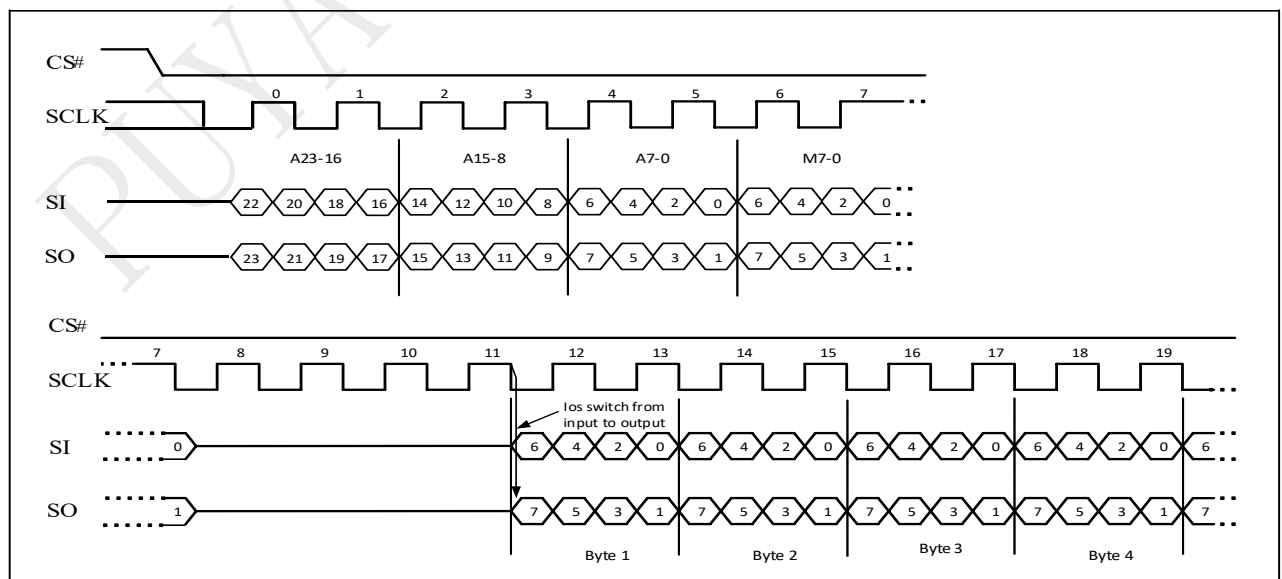 PUYA
CS#
0 1 2 3 4 5 6 7
SCLK
A23-16 A15-8 A7-0 M7-0
SI 22 20 18 16 14 12 10 8 6 4 2 0 6 4 2 0
SO 23 21 19 17 15 13 11 9 7 5 3 1 7 5 3 1
CS#
7 8 9 10 11 12 13 14 15 16 17 18 19
SCLK
Ios switch from
input to output
SI 0 6 4 2 0 6 4 2 0 6 4 2 0 6 4 2 0 6
SO 1 7 5 3 1 7 5 3 1 7 5 3 1 7 5 3 1 7
Byte 1 Byte 2 Byte 3 Byte 4